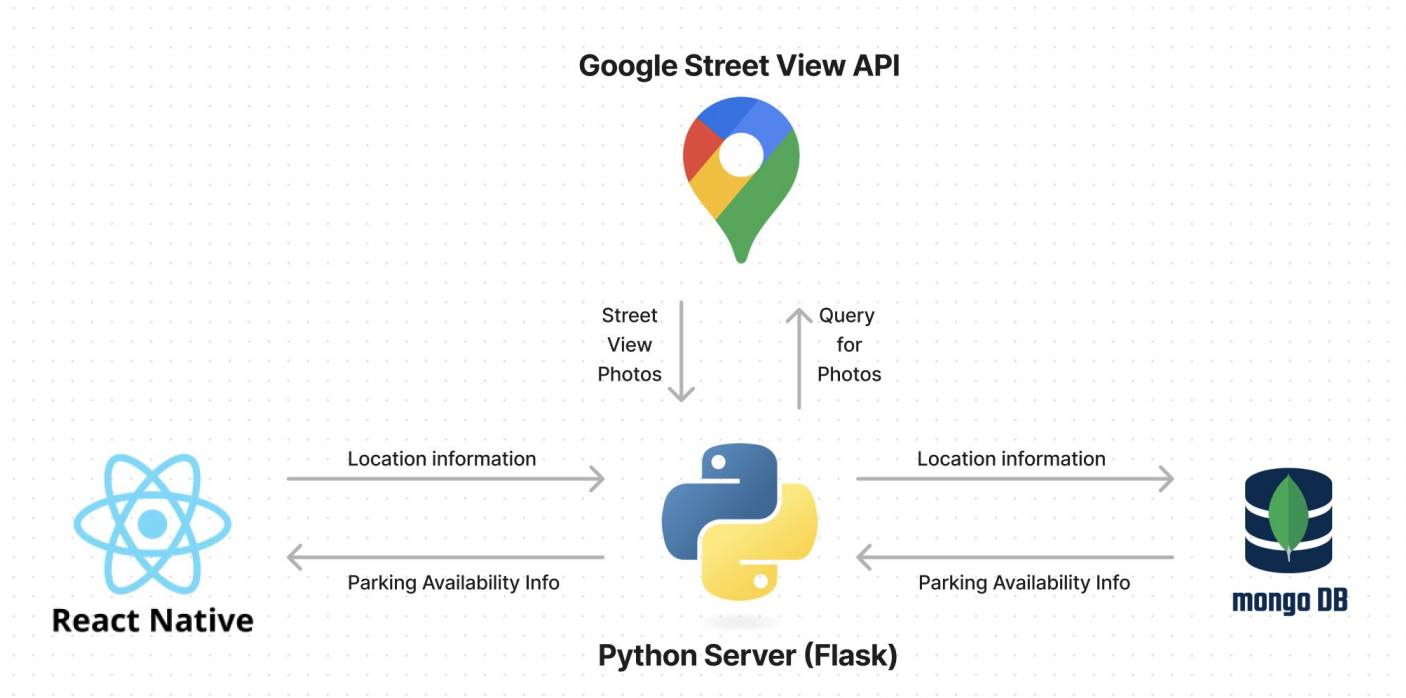 Google Street View API
Street
View
Photos
Query
for
Photos
Location information
Location information
Parking Availability Info
Parking Availability Info
React Native
mongo DB
Python Server (Flask)